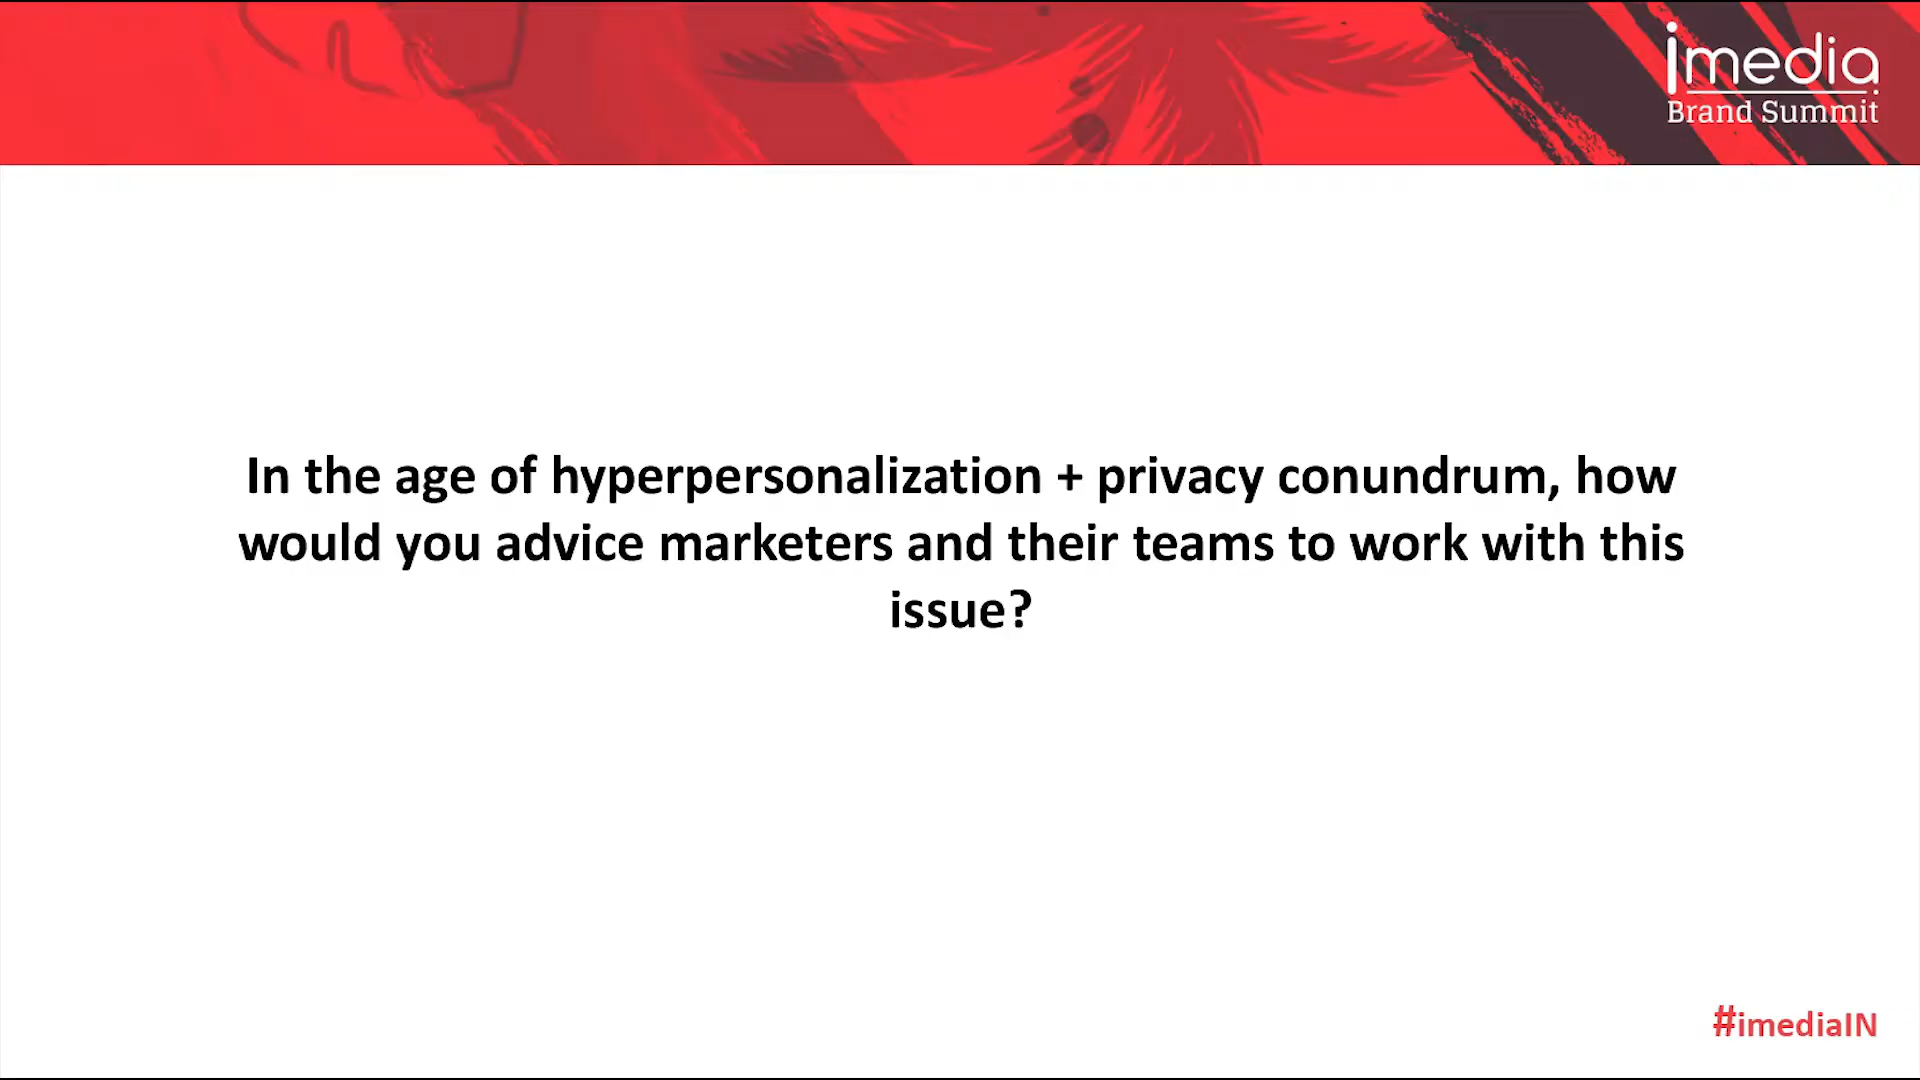 imedia
Brand Summit
In the age of hyperpersonalization + privacy conundrum, how
would you advice marketers and their teams to work with this
issue?
#imediaIN